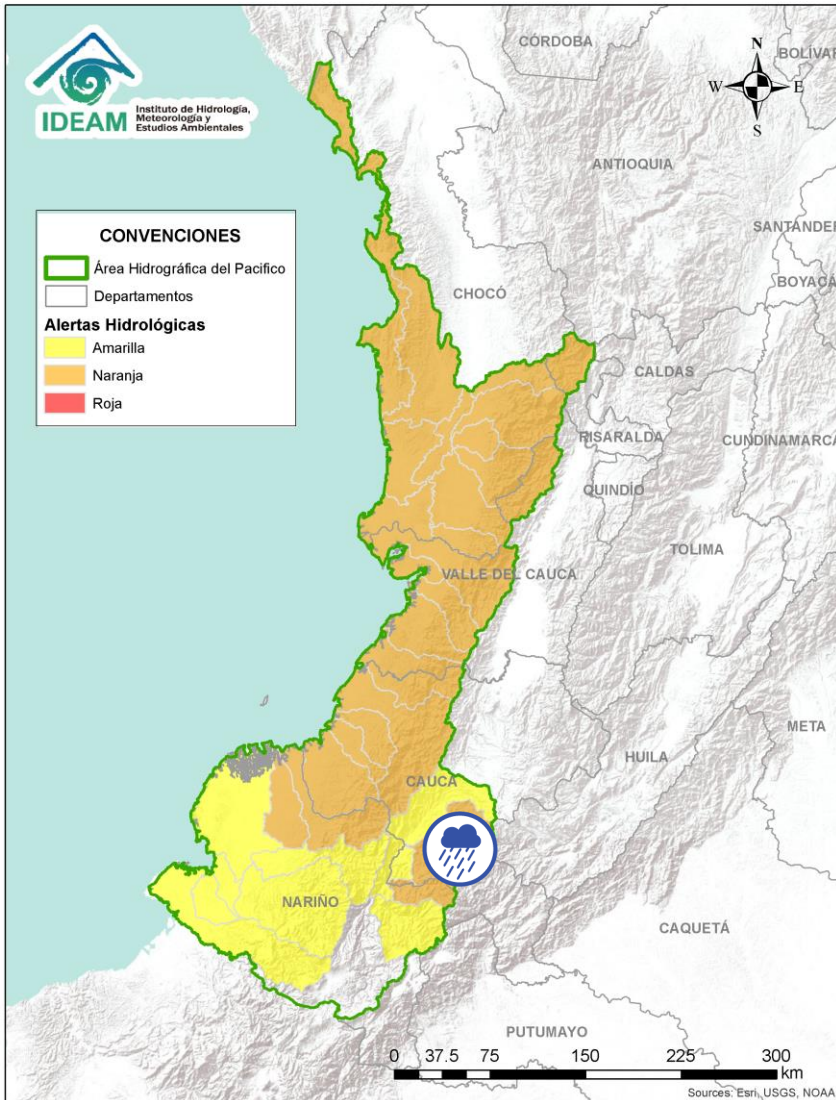 IDEAM
Instituto de Hidrología,
Meteorología y
Estudios Ambientales
CÓRDOBA
BOLÍVAR
N
W
E
S
ANTIOQUIA
SANTANDER
BOYACÁ
CONVENCIONES
Área Hidrográfica del Pacifico
Departamentos
Alertas Hidrológicas
Amarilla
Naranja
Roja
CHOCÓ
CALDAS
RISARALDA
CUNDINAMARCA
QUINDÍO
TOLIMA
VALLE DEL CAUCA
META
HUILA
CAUCA
NARIÑO
CAQUETÁ
PUTUMAYO
0 37.5 75 150 225 300
km
Sources: Esri, USGS, NOAA